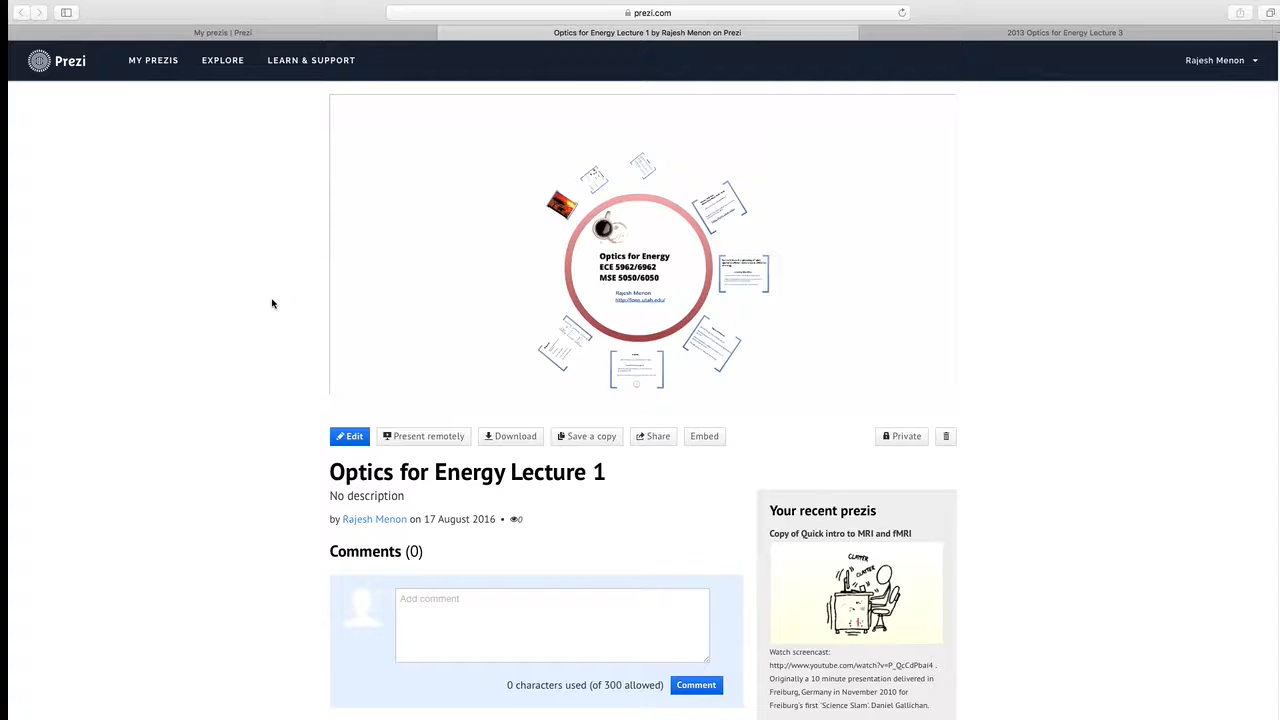 prezi.com
My prezis | Prezi
Optics for Energy Lecture 1 by Rajesh Menon on Prezi
2013 Optics for Energy Lecture 3
Prezi
MY PREZIS
EXPLORE
LEARN & SUPPORT
Rajesh Menon
Optics for Energy
ECE 5962/6962
MSE 5050/6050
Rajesh Menon
Edit
Present remotely
Download
Save a copy
Share
Embed
Private
Optics for Energy Lecture 1
No description
by Rajesh Menon on 17 August 2016 • 0
Comments (0)
Add comment
0 characters used (of 300 allowed)
Comment
Your recent prezis
Copy of Quick intro to MRI and fMRI
CLATTER
CLATTER
Watch screencast:
http://www.youtube.com/watch?v=P_QcCdPbai4 .
Originally a 10 minute presentation delivered in
Freiburg, Germany in November 2010 for
Freiburg's first 'Science Slam'. Daniel Gallichan.